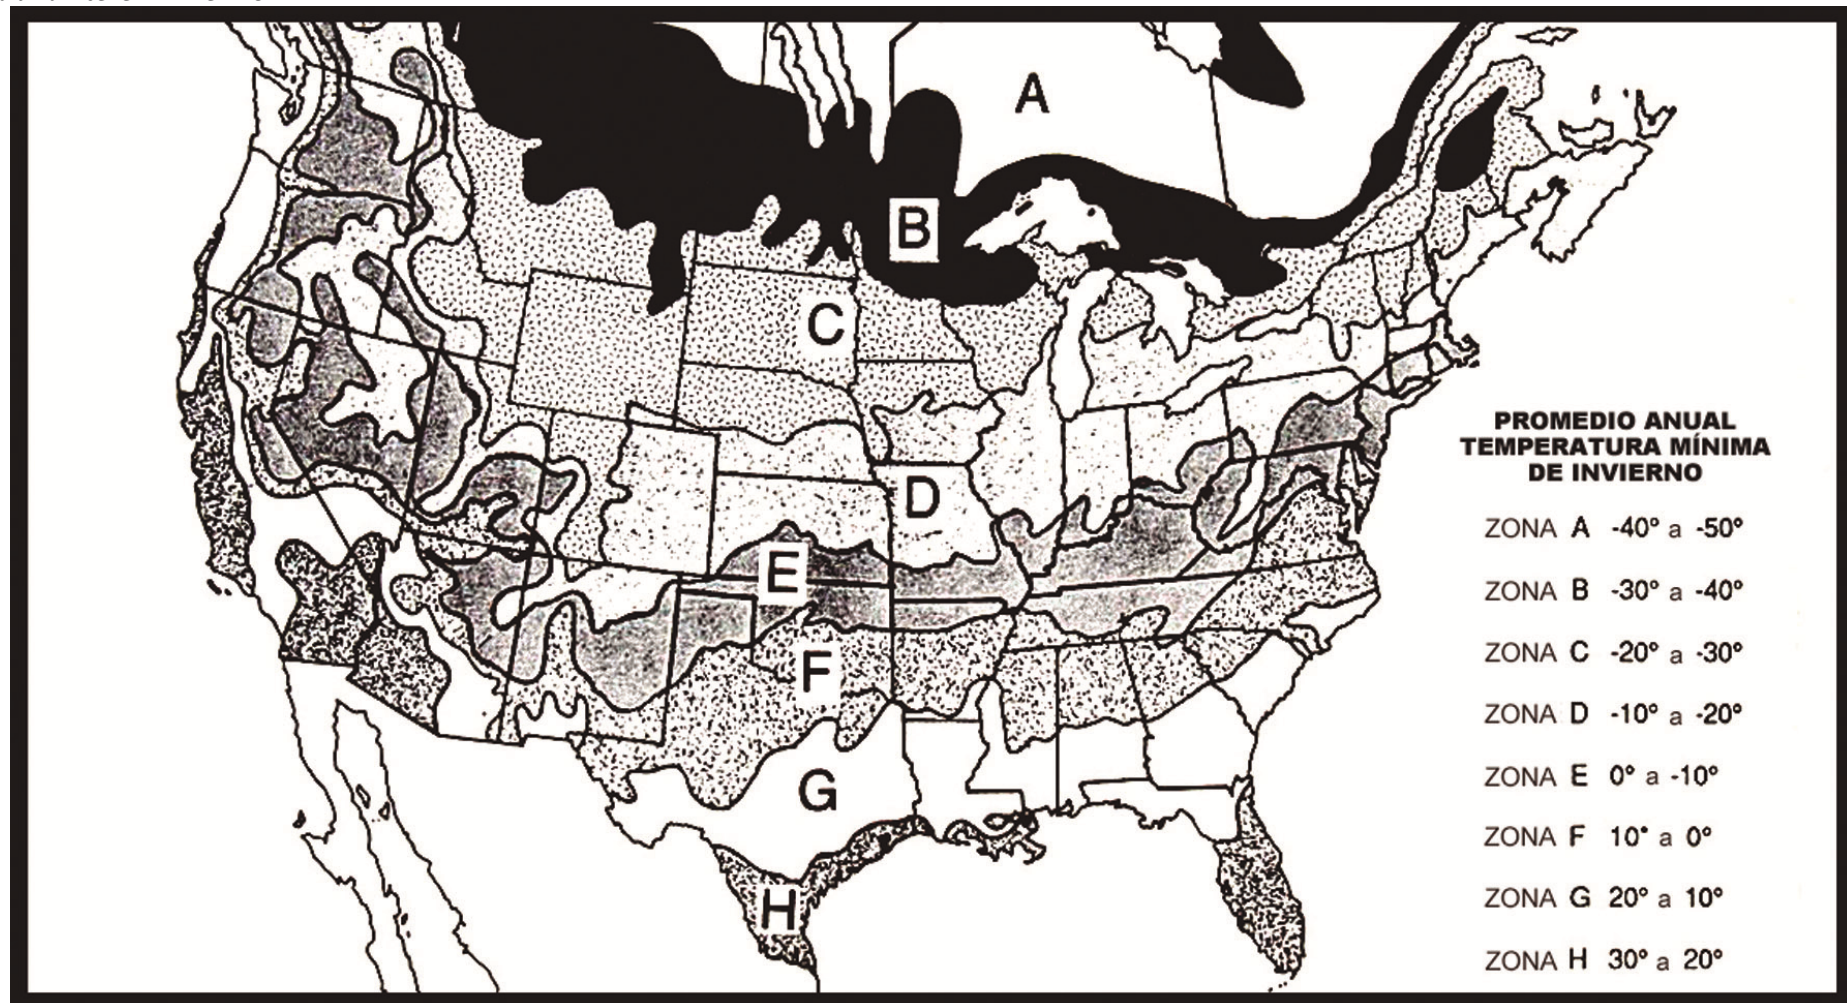 A
B
C
D
E
F
G
H
PROMEDIO ANUAL
TEMPERATURA MÍNIMA
DE INVIERNO
ZONA A -40° a -50°
ZONA B -30° a -40°
ZONA C -20° a -30°
ZONA D -10° a -20°
ZONA E 0° a -10°
ZONA F 10° a 0°
ZONA G 20° a 10°
ZONA H 30° a 20°